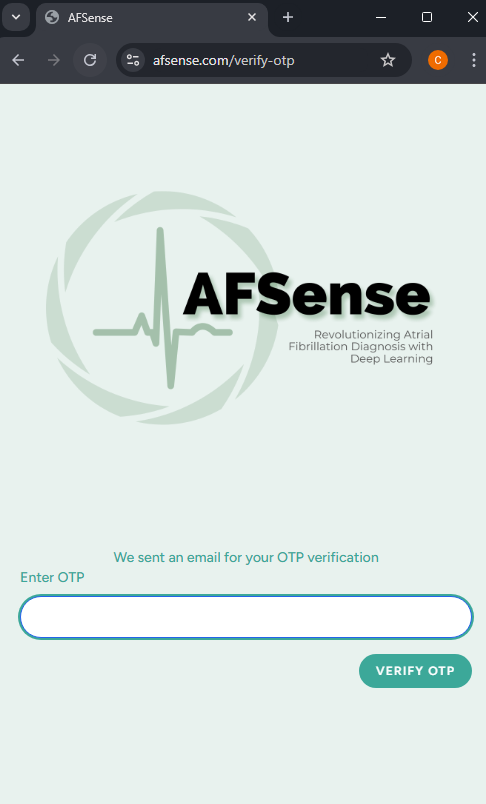 AFSense
afsense.com/verify-otp
C
AFSense
Revolutionizing Atrial
Fibrillation Diagnosis with
Deep Learning
We sent an email for your OTP verification
Enter OTP
VERIFY OTP